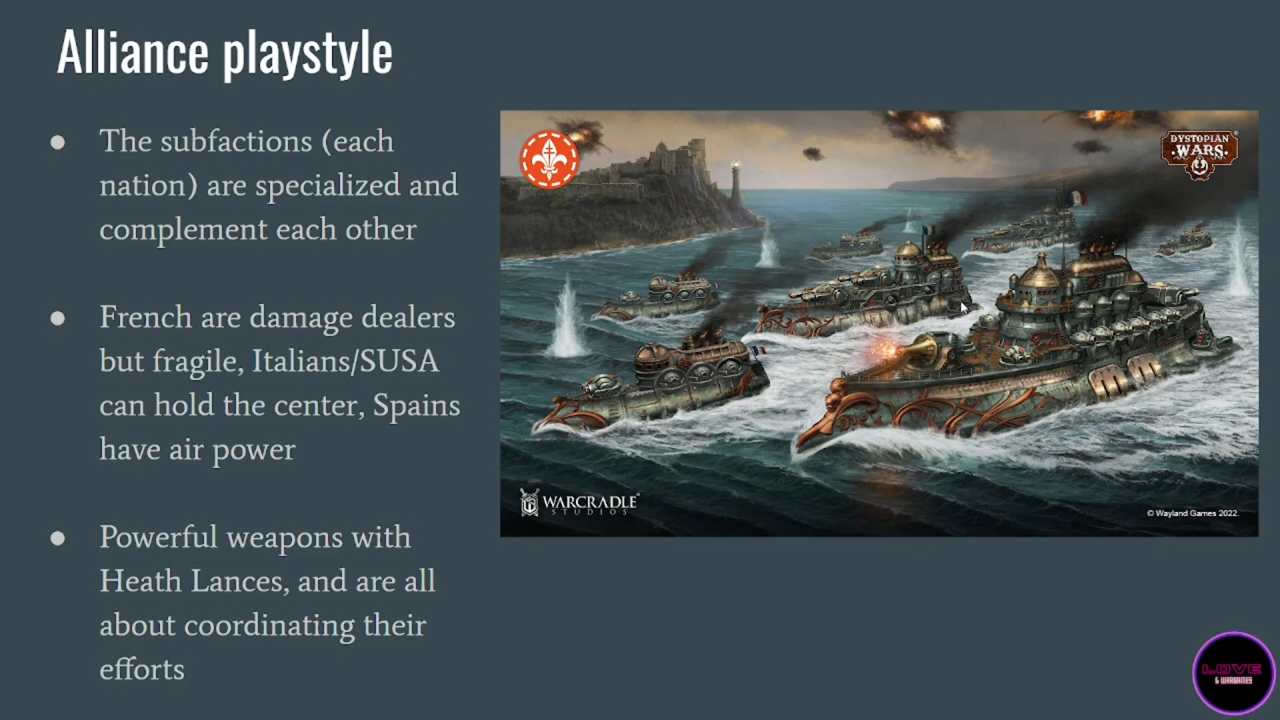 Alliance playstyle
The subfactions (each
nation) are specialized and
complement each other
French are damage dealers
but fragile, Italians/SUSA
can hold the center, Spains
have air power
Powerful weapons with
Heath Lances, and are all
about coordinating their
efforts
DYSTOPIAN
WARS
WARCRADLE
STUDIOS
© Wayland Games 2022.
LOVE
& WARGAMES